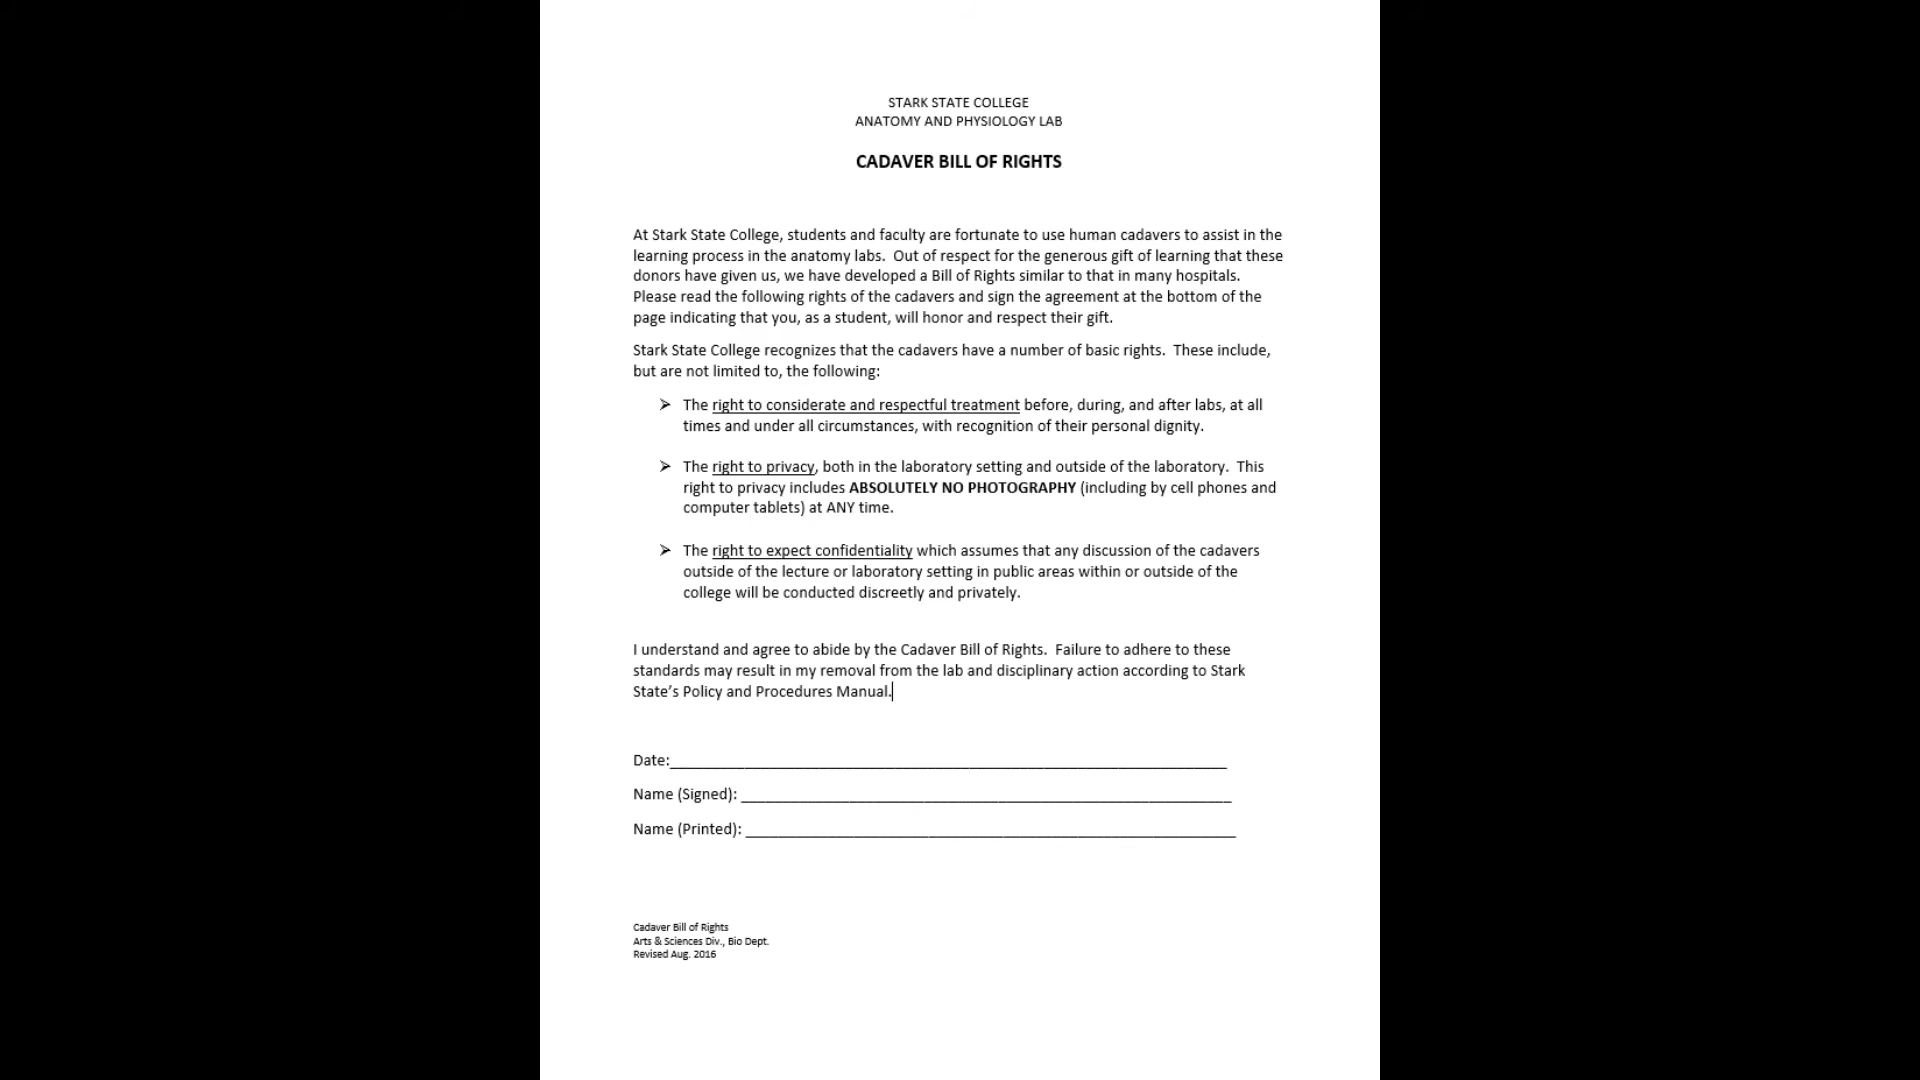 STARK STATE COLLEGE
ANATOMY AND PHYSIOLOGY LAB
CADAVER BILL OF RIGHTS
At Stark State College, students and faculty are fortunate to use human cadavers to assist in the
learning process in the anatomy labs.  Out of respect for the generous gift of learning that these
donors have given us, we have developed a Bill of Rights similar to that in many hospitals.
Please read the following rights of the cadavers and sign the agreement at the bottom of the
page indicating that you, as a student, will honor and respect their gift.
Stark State College recognizes that the cadavers have a number of basic rights.  These include,
but are not limited to, the following:
➢ The right to considerate and respectful treatment before, during, and after labs, at all
times and under all circumstances, with recognition of their personal dignity.
➢ The right to privacy, both in the laboratory setting and outside of the laboratory.  This
right to privacy includes ABSOLUTELY NO PHOTOGRAPHY (including by cell phones and
computer tablets) at ANY time.
➢ The right to expect confidentiality which assumes that any discussion of the cadavers
outside of the lecture or laboratory setting in public areas within or outside of the
college will be conducted discreetly and privately.
I understand and agree to abide by the Cadaver Bill of Rights.  Failure to adhere to these
standards may result in my removal from the lab and disciplinary action according to Stark
State’s Policy and Procedures Manual.
Date:____________________
Name (Signed): ____________________
Name (Printed): ____________________
Cadaver Bill of Rights
Arts & Sciences Div., Bio Dept.
Revised Aug. 2016